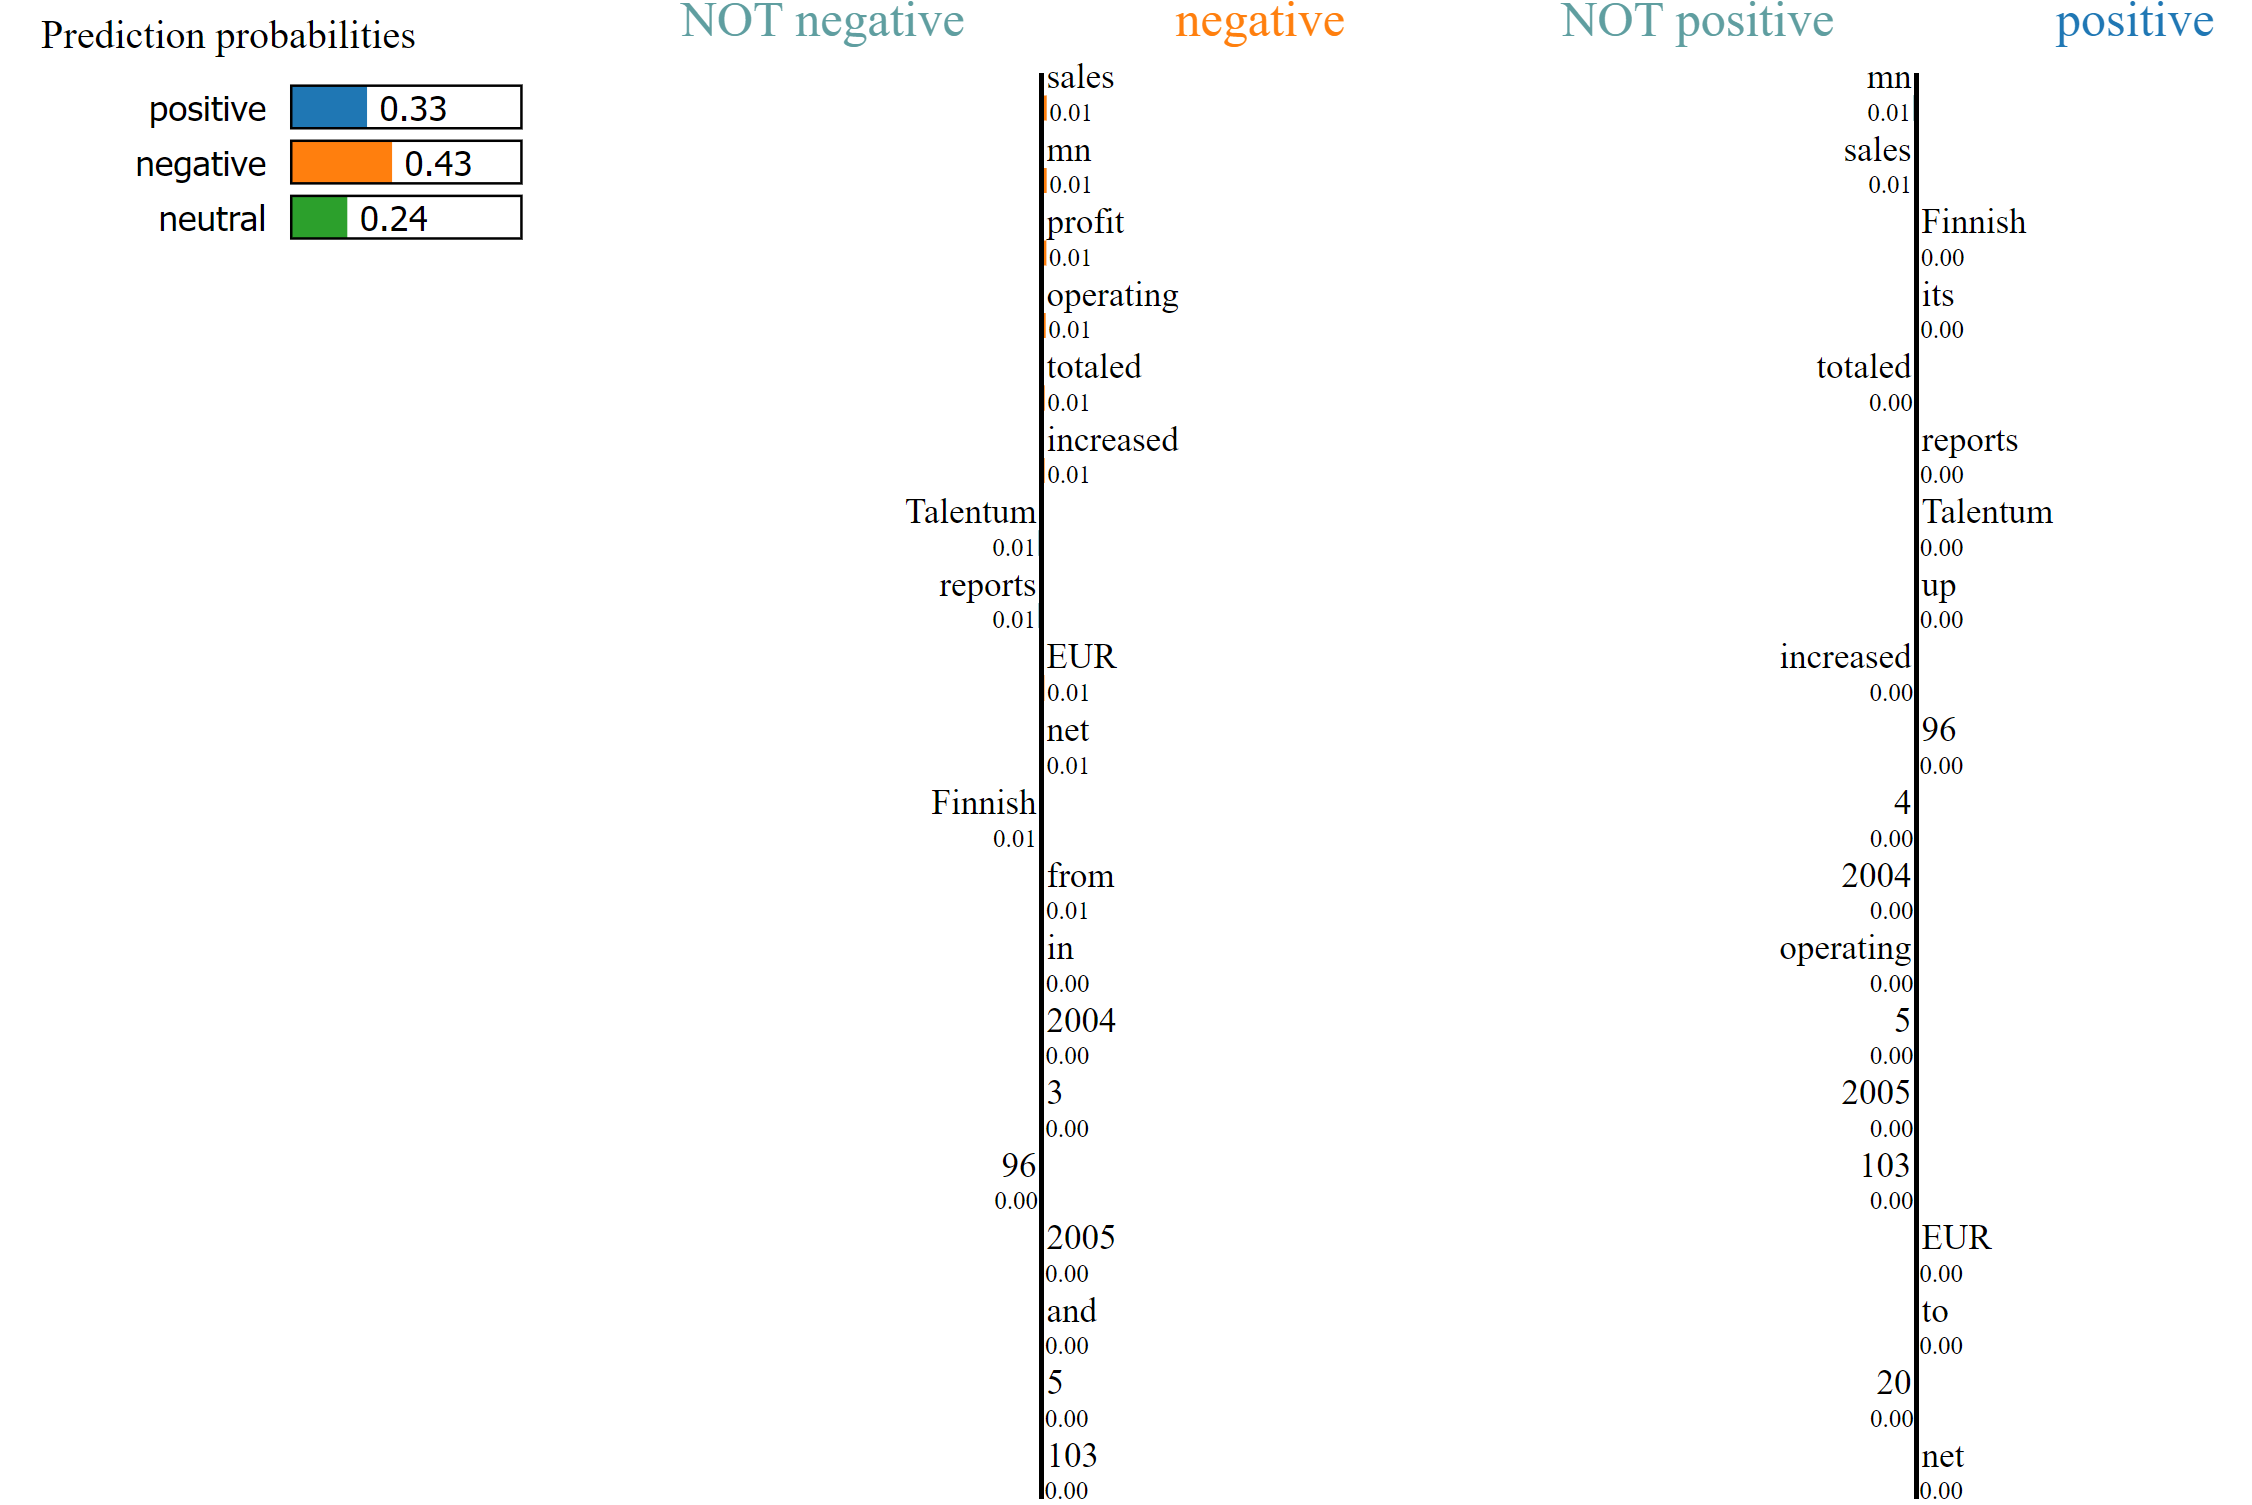 Prediction probabilities
positive 0.33
negative 0.43
neutral 0.24
NOT negative negative
sales
0.01
mn
0.01
profit
0.01
operating
0.01
totaled
0.01
increased
0.01
Talentum
0.01
reports
0.01
EUR
0.01
net
0.01
Finnish
0.01
from
0.01
in
0.00
2004
0.00
3
0.00
96
0.00
2005
0.00
and
0.00
5
0.00
103
0.00
NOT positive positive
mn
0.01
sales
0.01
Finnish
0.00
its
0.00
totaled
0.00
reports
0.00
Talentum
0.00
up
0.00
increased
0.00
96
0.00
4
0.00
2004
0.00
operating
0.00
5
0.00
2005
0.00
103
0.00
EUR
0.00
to
0.00
20
0.00
net
0.00